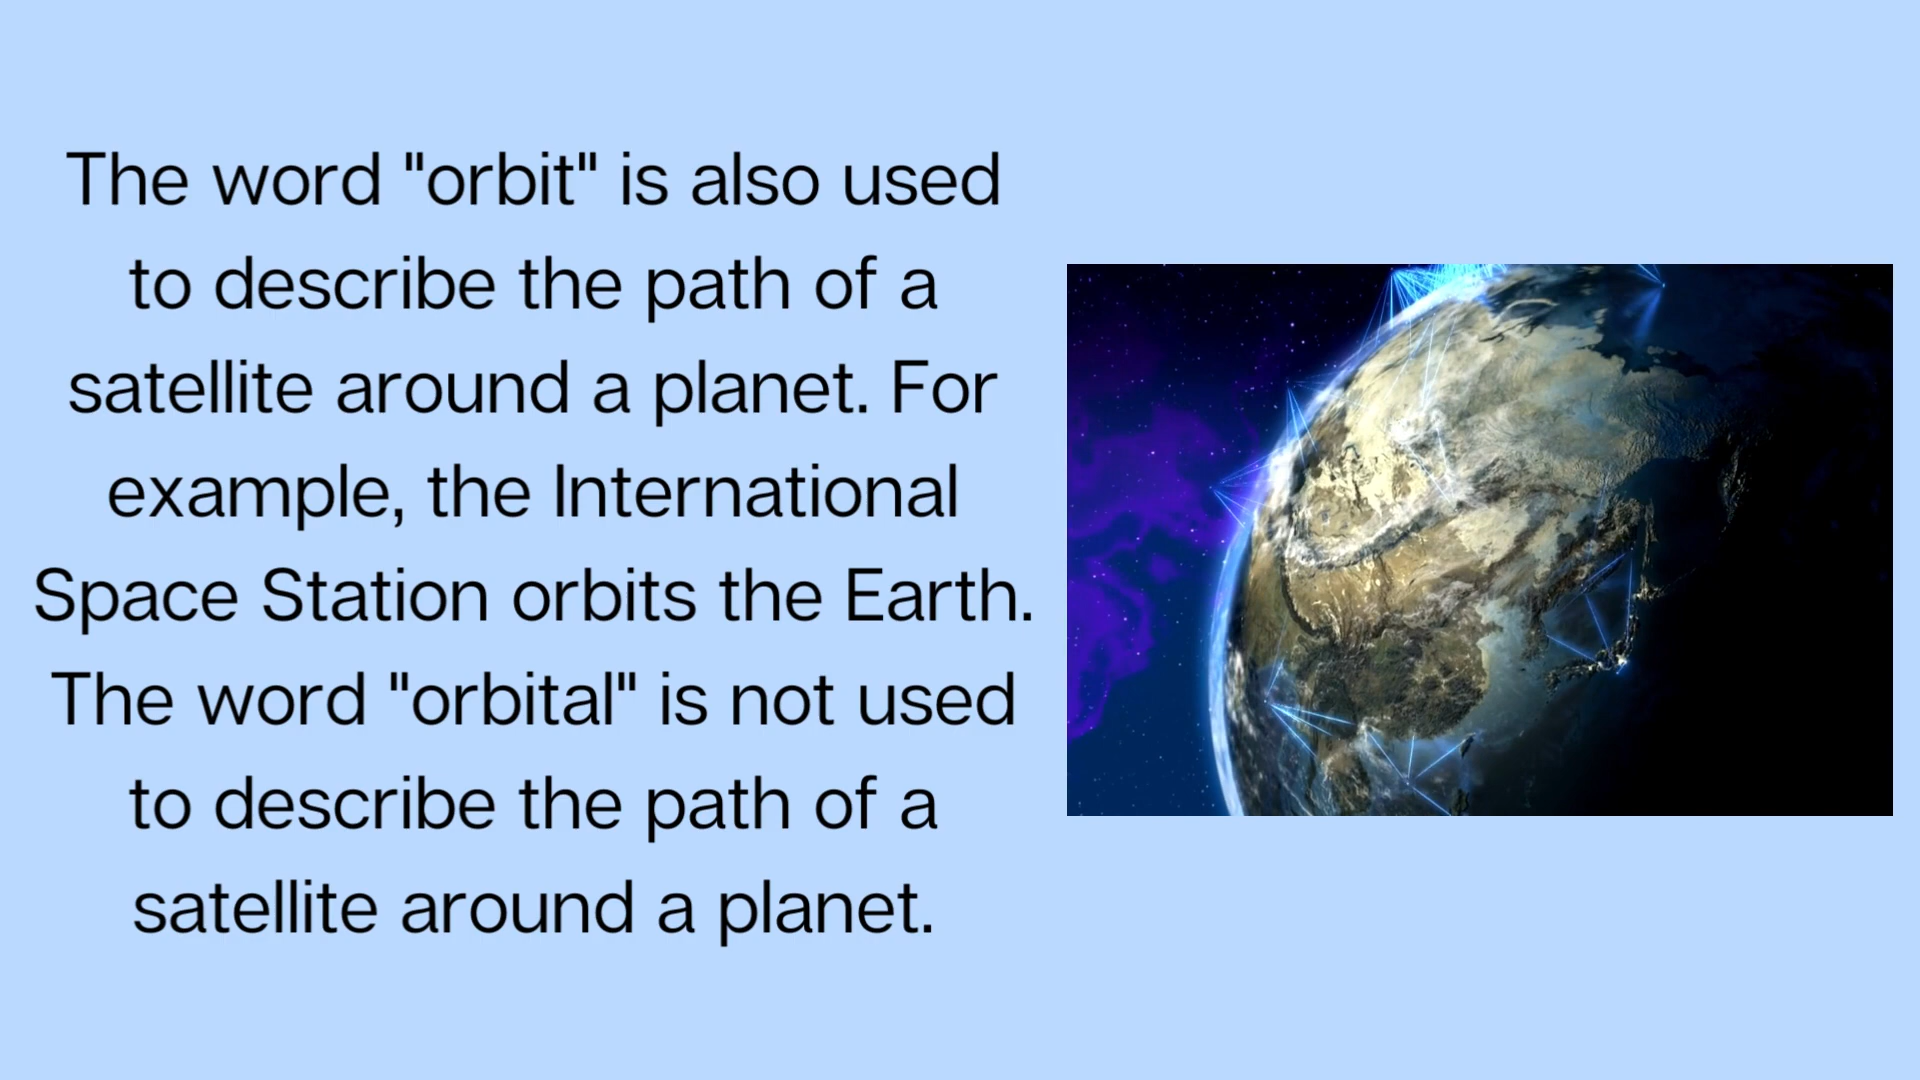 The word "orbit" is also used
to describe the path of a
satellite around a planet. For
example, the International
Space Station orbits the Earth.
The word "orbital" is not used
to describe the path of a
satellite around a planet.